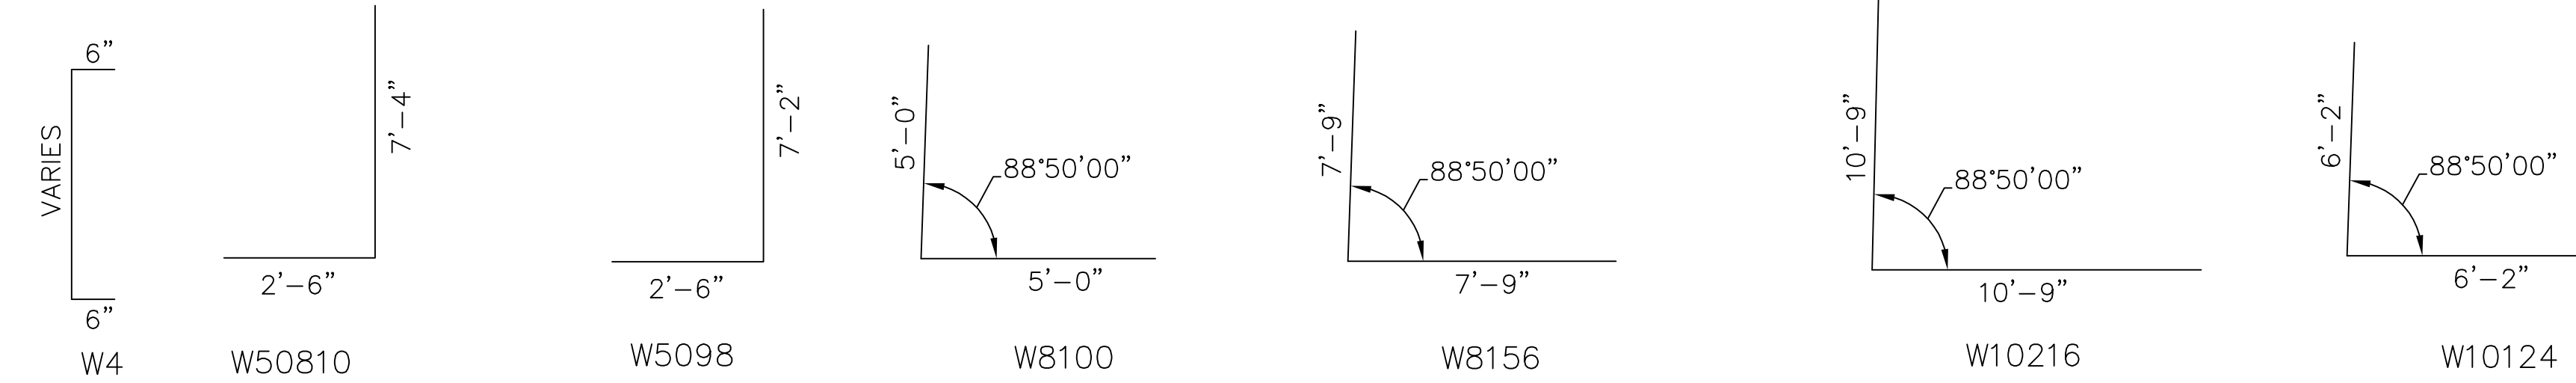 6”
VARIES
6”
W4
7’–4”
2’–6”
W50810
7’–2”
2’–6”
W5098
5’–0”
88°50’00”
5’–0”
W8100
7’–9”
88°50’00”
7’–9”
W8156
10’–9”
88°50’00”
10’–9”
W10216
6’–2”
88°50’00”
6’–2”
W10124